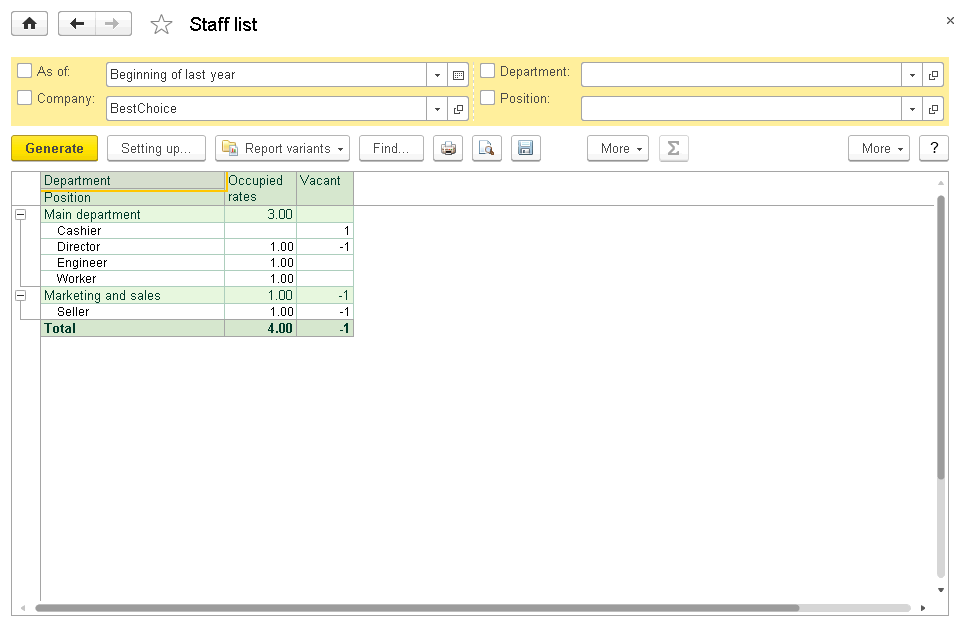 Staff list
As of: Beginning of last year Department:
Company: BestChoice Position:
Generate Setting up... Report variants Find... More Σ More ?
Department Occupied rates Vacant
Position
Main department 3.00
Cashier 1
Director 1.00 -1
Engineer 1.00
Worker 1.00
Marketing and sales 1.00 -1
Seller 1.00 -1
Total 4.00 -1